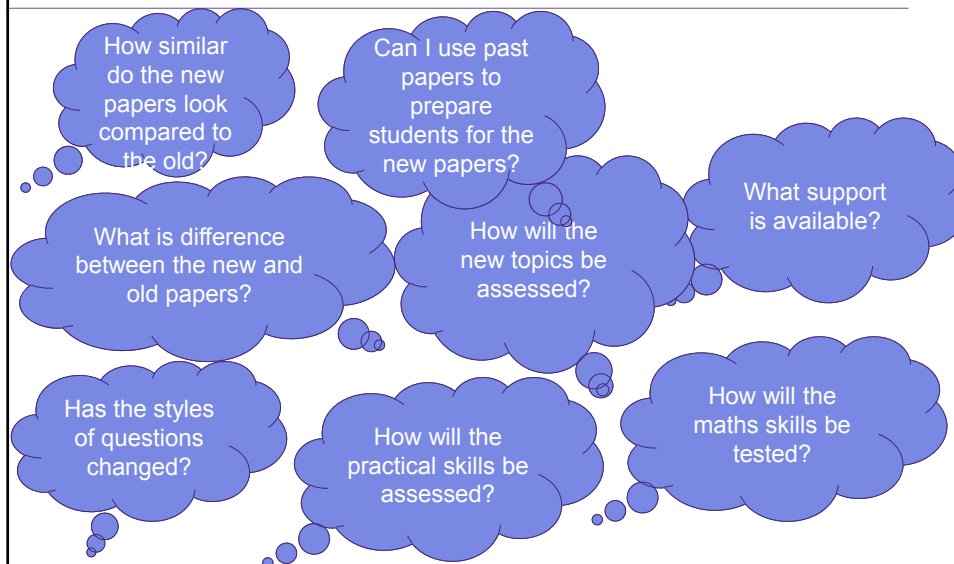 How similar
do the new
papers look
compared to
the old?
Can I use past
papers to
prepare
students for the
new papers?
What support
is available?
What is difference
between the new and
old papers?
How will the
new topics be
assessed?
Has the styles
of questions
changed?
How will the
practical skills be
assessed?
How will the
maths skills be
tested?